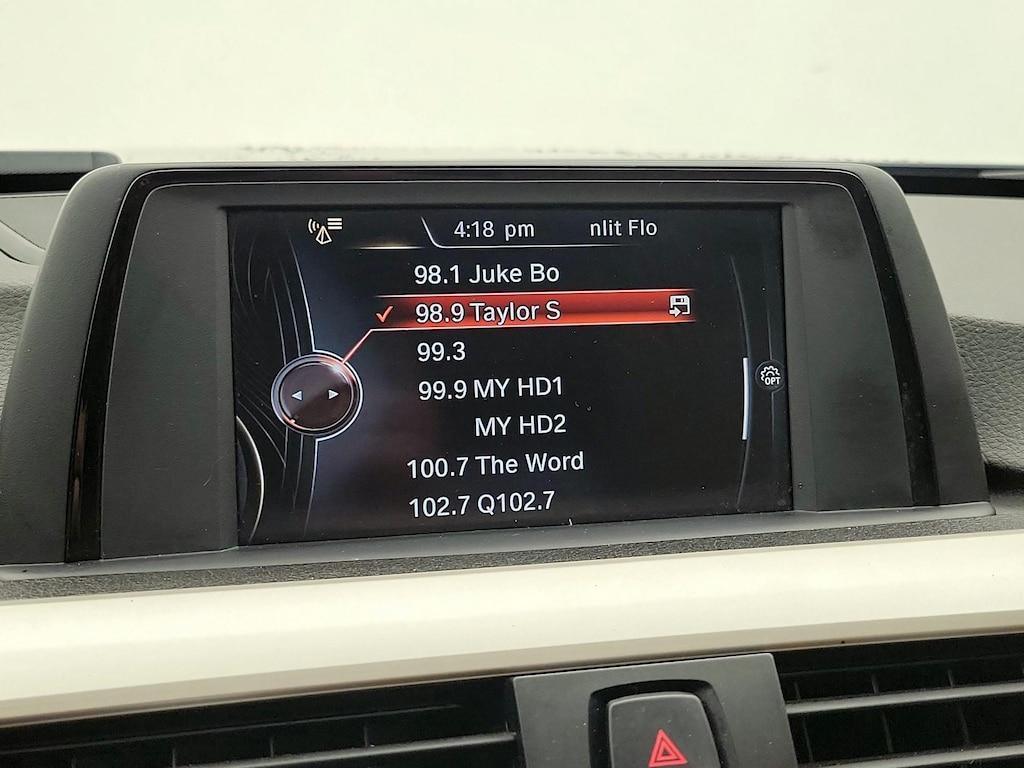 4:18 pm nlit Flo
98.1 Juke Bo
98.9 Taylor S
99.3
99.9 MY HD1
MY HD2
100.7 The Word
102.7 Q102.7
OPT